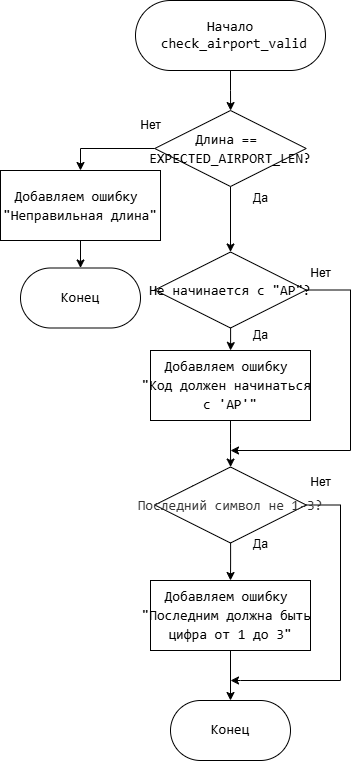 Начало
check_airport_valid
Нет
Длина ==
EXPECTED_AIRPORT_LEN?
Добавляем ошибку
"Неправильная длина"
Да
Конец
Нет
Не начинается с "AP"?
Да
Добавляем ошибку
"Код должен начинаться
с 'AP'"
Нет
Последний символ не 1-3?
Да
Добавляем ошибку
"Последним должна быть
цифра от 1 до 3"
Конец